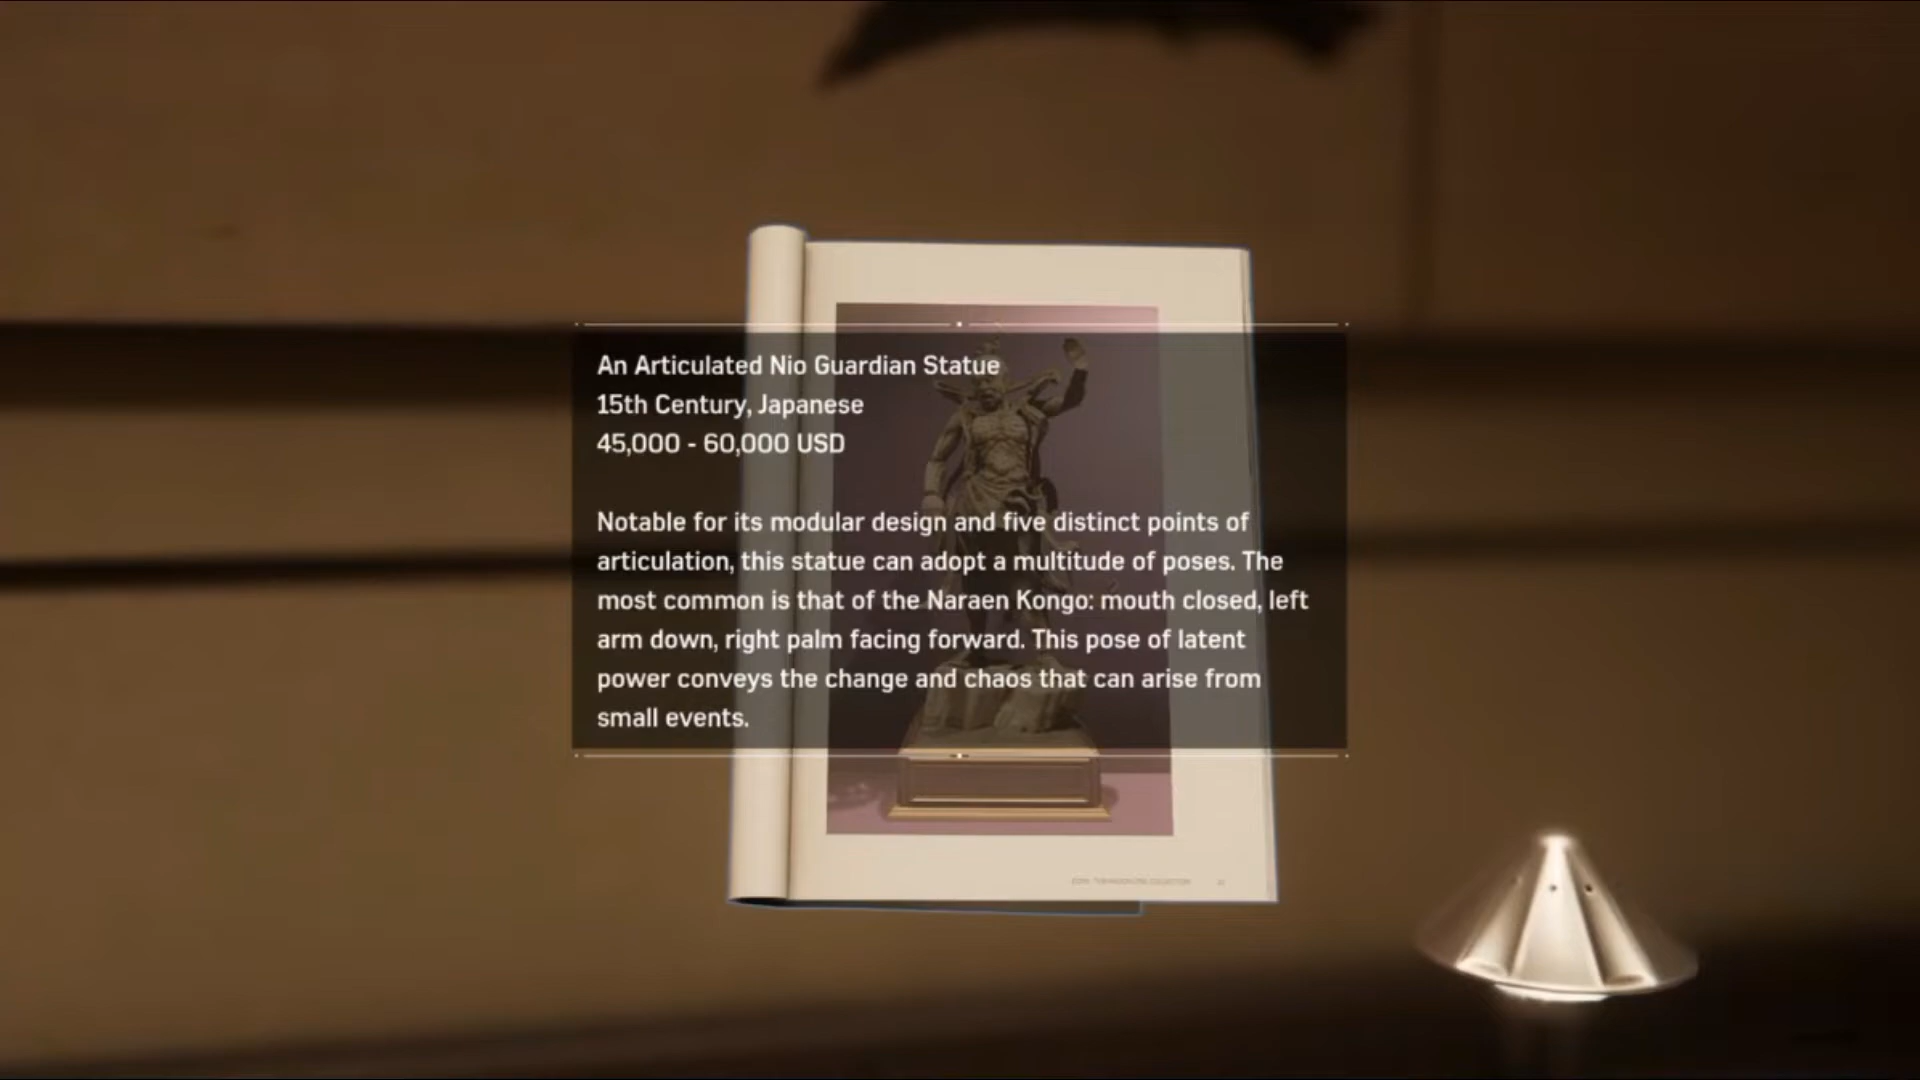 An Articulated Nio Guardian Statue
15th Century, Japanese
45,000 - 60,000 USD
Notable for its modular design and five distinct points of
articulation, this statue can adopt a multitude of poses. The
most common is that of the Naraen Kongo: mouth closed, left
arm down, right palm facing forward. This pose of latent
power conveys the change and chaos that can arise from
small events.